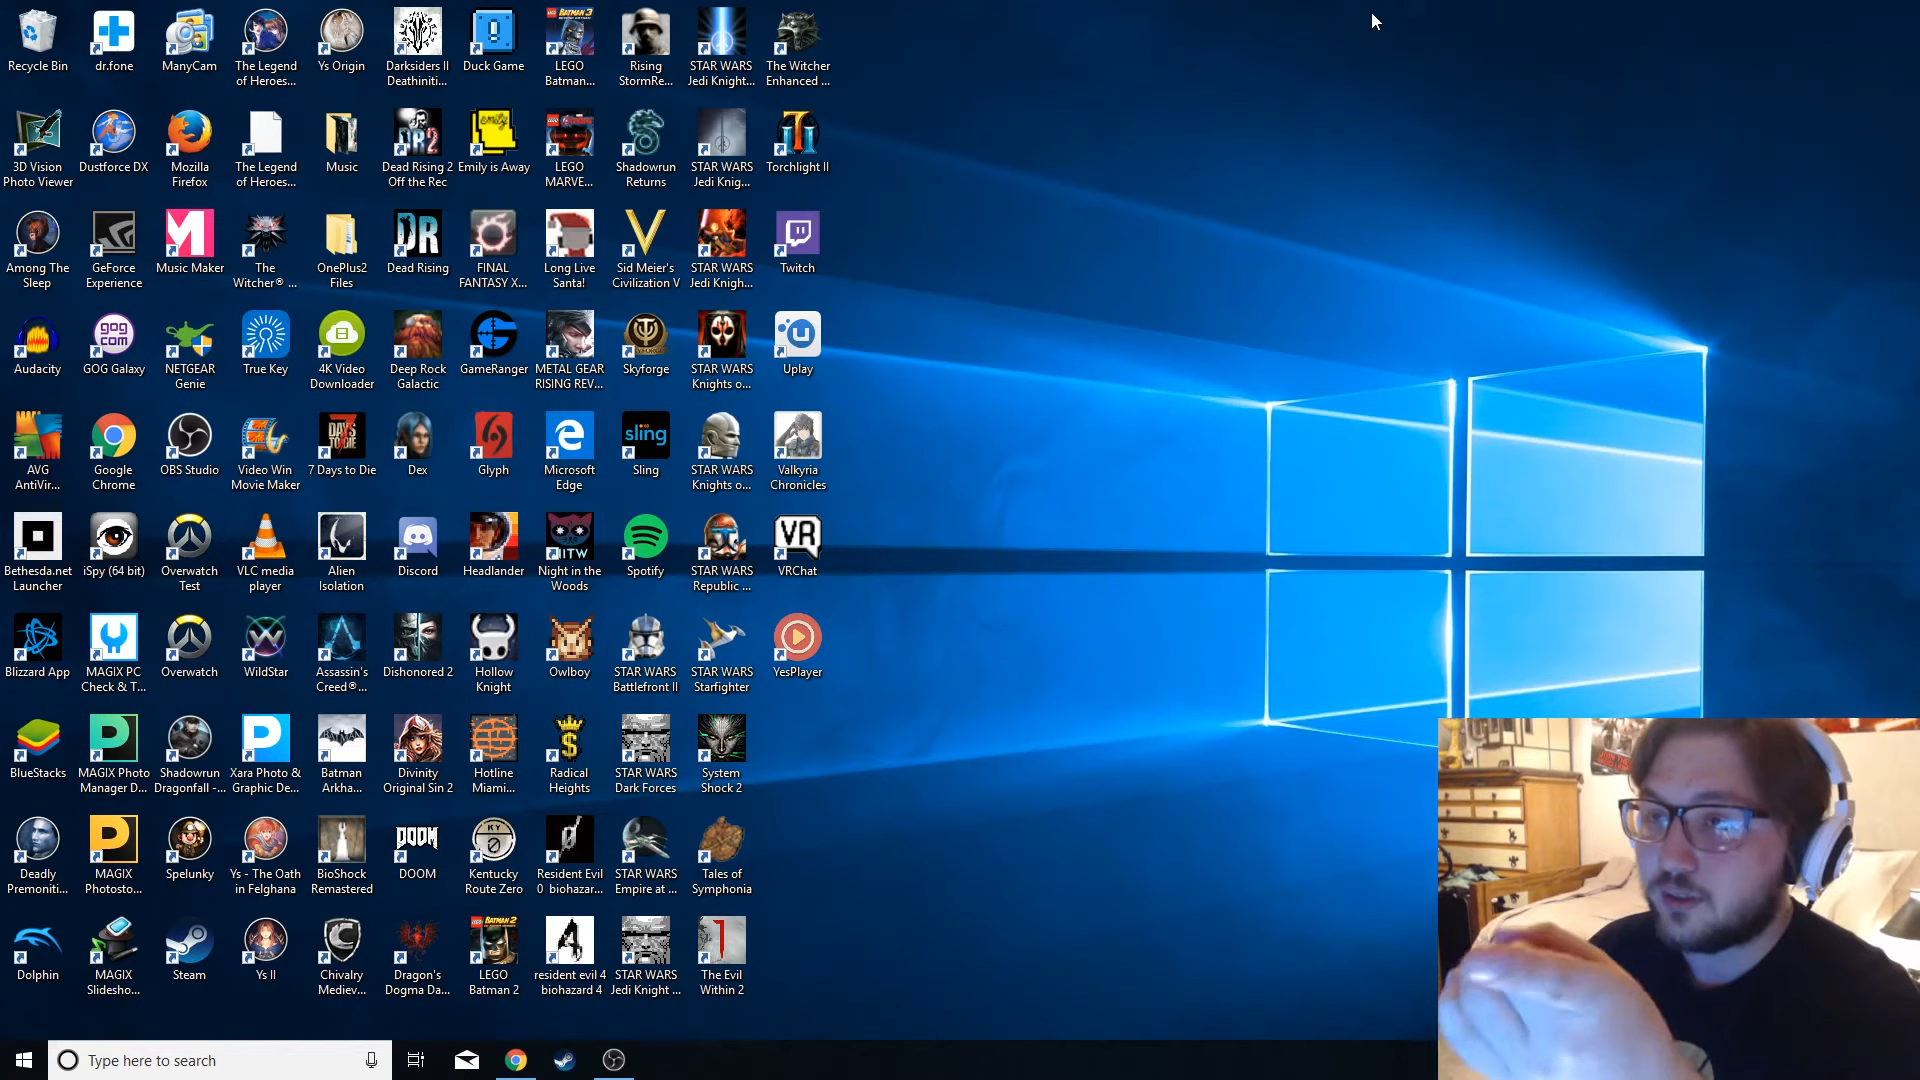 Recycle Bin
dr.fone
ManyCam
The Legend
of Heroes...
Ys Origin
Darksiders II
Deathiniti...
Duck Game
LEGO
Batman...
Rising
StormRe...
STAR WARS
Jedi Knight...
The Witcher
Enhanced ...
3D Vision
Photo Viewer
Dustforce DX
Mozilla
Firefox
The Legend
of Heroes...
Music
Dead Rising 2
Off the Rec
Emily is Away
LEGO
MARVE...
Shadowrun
Returns
STAR WARS
Jedi Knig...
Torchlight II
Among The
Sleep
GeForce
Experience
Music Maker
The
Witcher® ...
OnePlus2
Files
Dead Rising
FINAL
FANTASY X...
Long Live
Santa!
Sid Meier's
Civilization V
STAR WARS
Jedi Knigh...
Twitch
Audacity
GOG Galaxy
NETGEAR
Genie
True Key
4K Video
Downloader
Deep Rock
Galactic
GameRanger
METAL GEAR
RISING REV...
Skyforge
STAR WARS
Knights o...
Uplay
AVG
AntiVir...
Google
Chrome
OBS Studio
Video Win
Movie Maker
7 Days to Die
Dex
Glyph
Microsoft
Edge
Sling
STAR WARS
Knights o...
Valkyria
Chronicles
Bethesda.net
Launcher
iSpy (64 bit)
Overwatch
Test
VLC media
player
Alien
Isolation
Discord
Headlander
Night in the
Woods
Spotify
STAR WARS
Republic ...
VRChat
Blizzard App
MAGIX PC
Check & T...
Overwatch
WildStar
Assassin's
Creed®...
Dishonored 2
Hollow
Knight
Owlboy
STAR WARS
Battlefront II
STAR WARS
Starfighter
YesPlayer
BlueStacks
MAGIX Photo
Manager D...
Shadowrun
Dragonfall -...
Xara Photo &
Graphic De...
Batman
Arkha...
Divinity
Original Sin 2
Hotline
Miami...
Radical
Heights
STAR WARS
Dark Forces
System
Shock 2
Deadly
Premoniti...
MAGIX
Photosto...
Spelunky
Ys - The Oath
in Felghana
BioShock
Remastered
DOOM
Kentucky
Route Zero
Resident Evil
0 biohazar...
STAR WARS
Empire at ...
Tales of
Symphonia
Dolphin
MAGIX
Slidesho...
Steam
Ys II
Chivalry
Mediev...
Dragon's
Dogma Da...
LEGO
Batman 2
resident evil 4
biohazard 4
STAR WARS
Jedi Knight ...
The Evil
Within 2
Type here to search